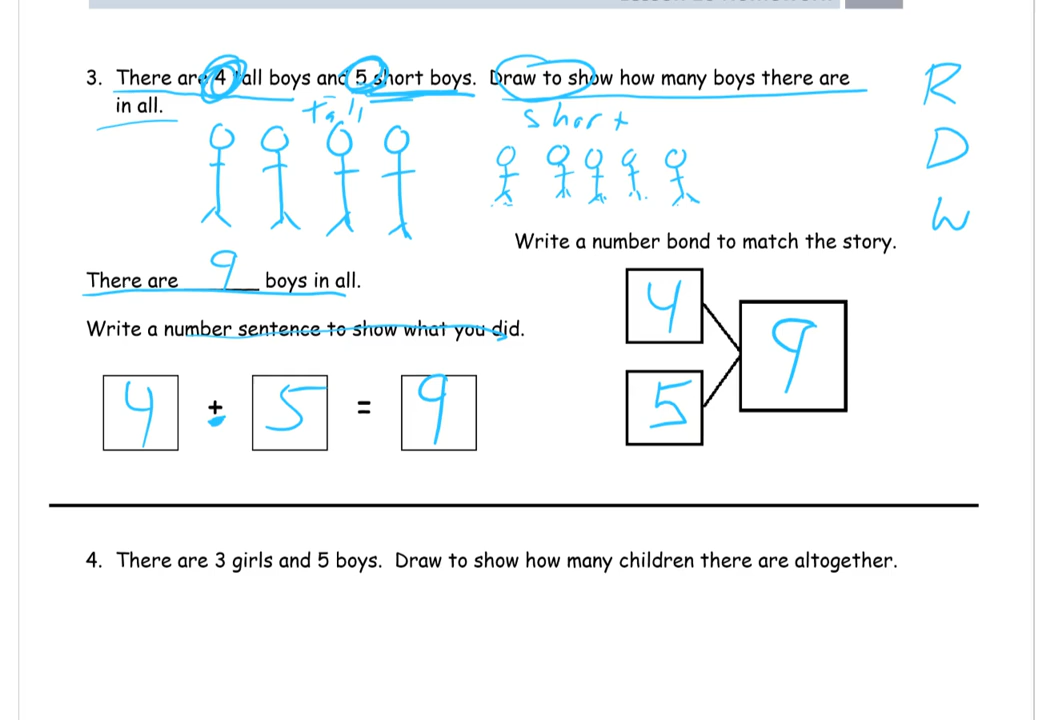 3. There are 4 tall boys and 5 short boys. Draw to show how many boys there are
in all.
Tall
short
R
D
W
Write a number bond to match the story.
There are 9 boys in all.
Write a number sentence to show what you did.
4
5
9
4 + 5 = 9
4. There are 3 girls and 5 boys. Draw to show how many children there are altogether.